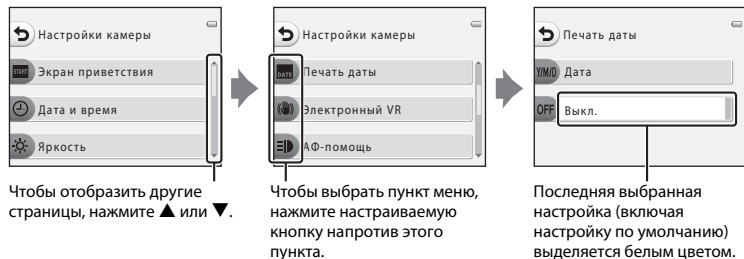 Настройки камеры
START Экран приветствия
Дата и время
Яркость
Чтобы отобразить другие
страницы, нажмите ▲ или ▼.
Настройки камеры
DATE Печать даты
Электронный VR
АФ-помощь
Чтобы выбрать пункт меню,
нажмите настраиваемую
кнопку напротив этого
пункта.
Печать даты
Y/M/D Дата
OFF Выкл.
Последняя выбранная
настройка (включая
настройку по умолчанию)
выделяется белым цветом.